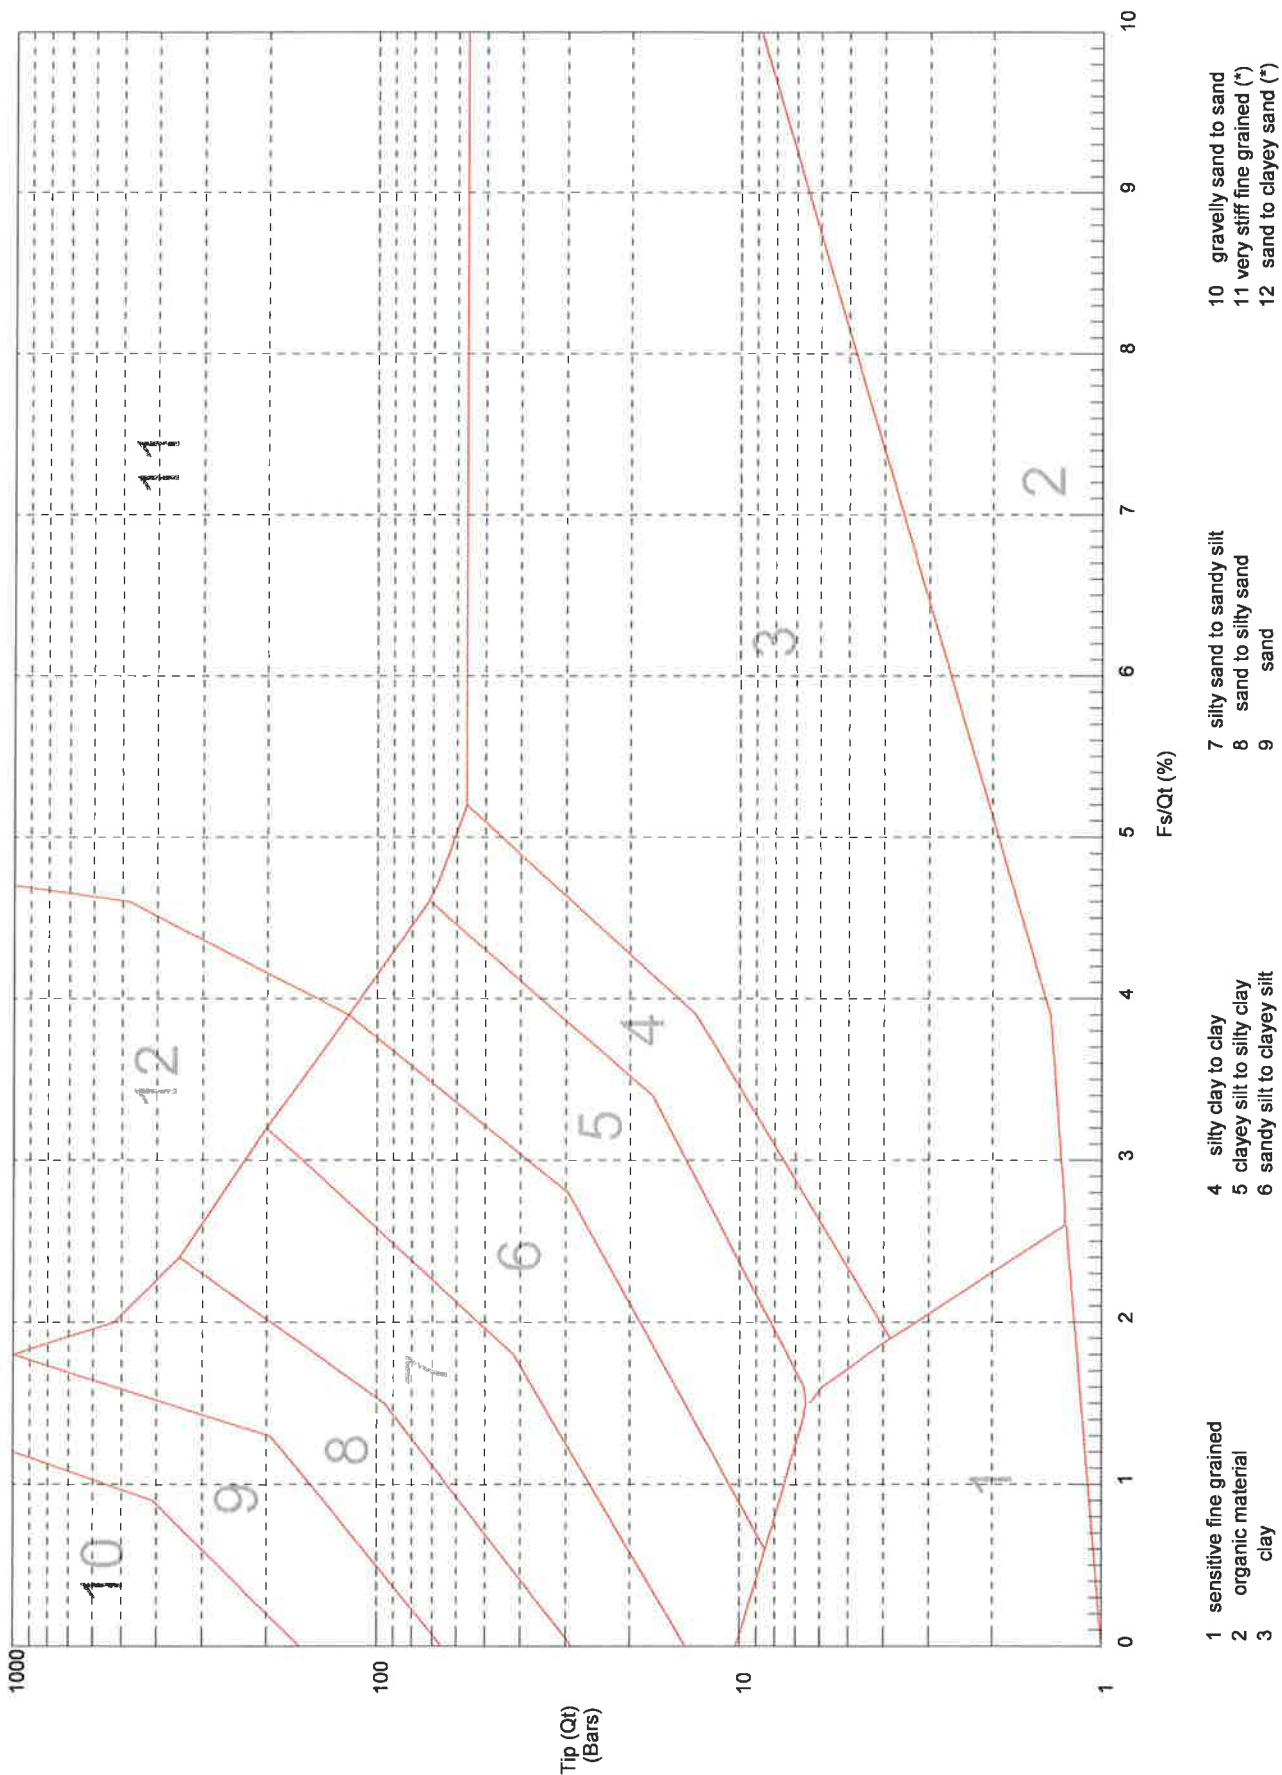 1000
100
10
1
Tip (Qt)
(Bars)
10
9
8
7
12
11
6
5
4
3
1
2
0 1 2 3 4 5 6 7 8 9 10
Fs/Qt (%)
1 sensitive fine grained
2 organic material
3 clay
4 silty clay to clay
5 clayey silt to silty clay
6 sandy silt to clayey silt
7 silty sand to sandy silt
8 sand to silty sand
9 sand
10 gravelly sand to sand
11 very stiff fine grained (*)
12 sand to clayey sand (*)